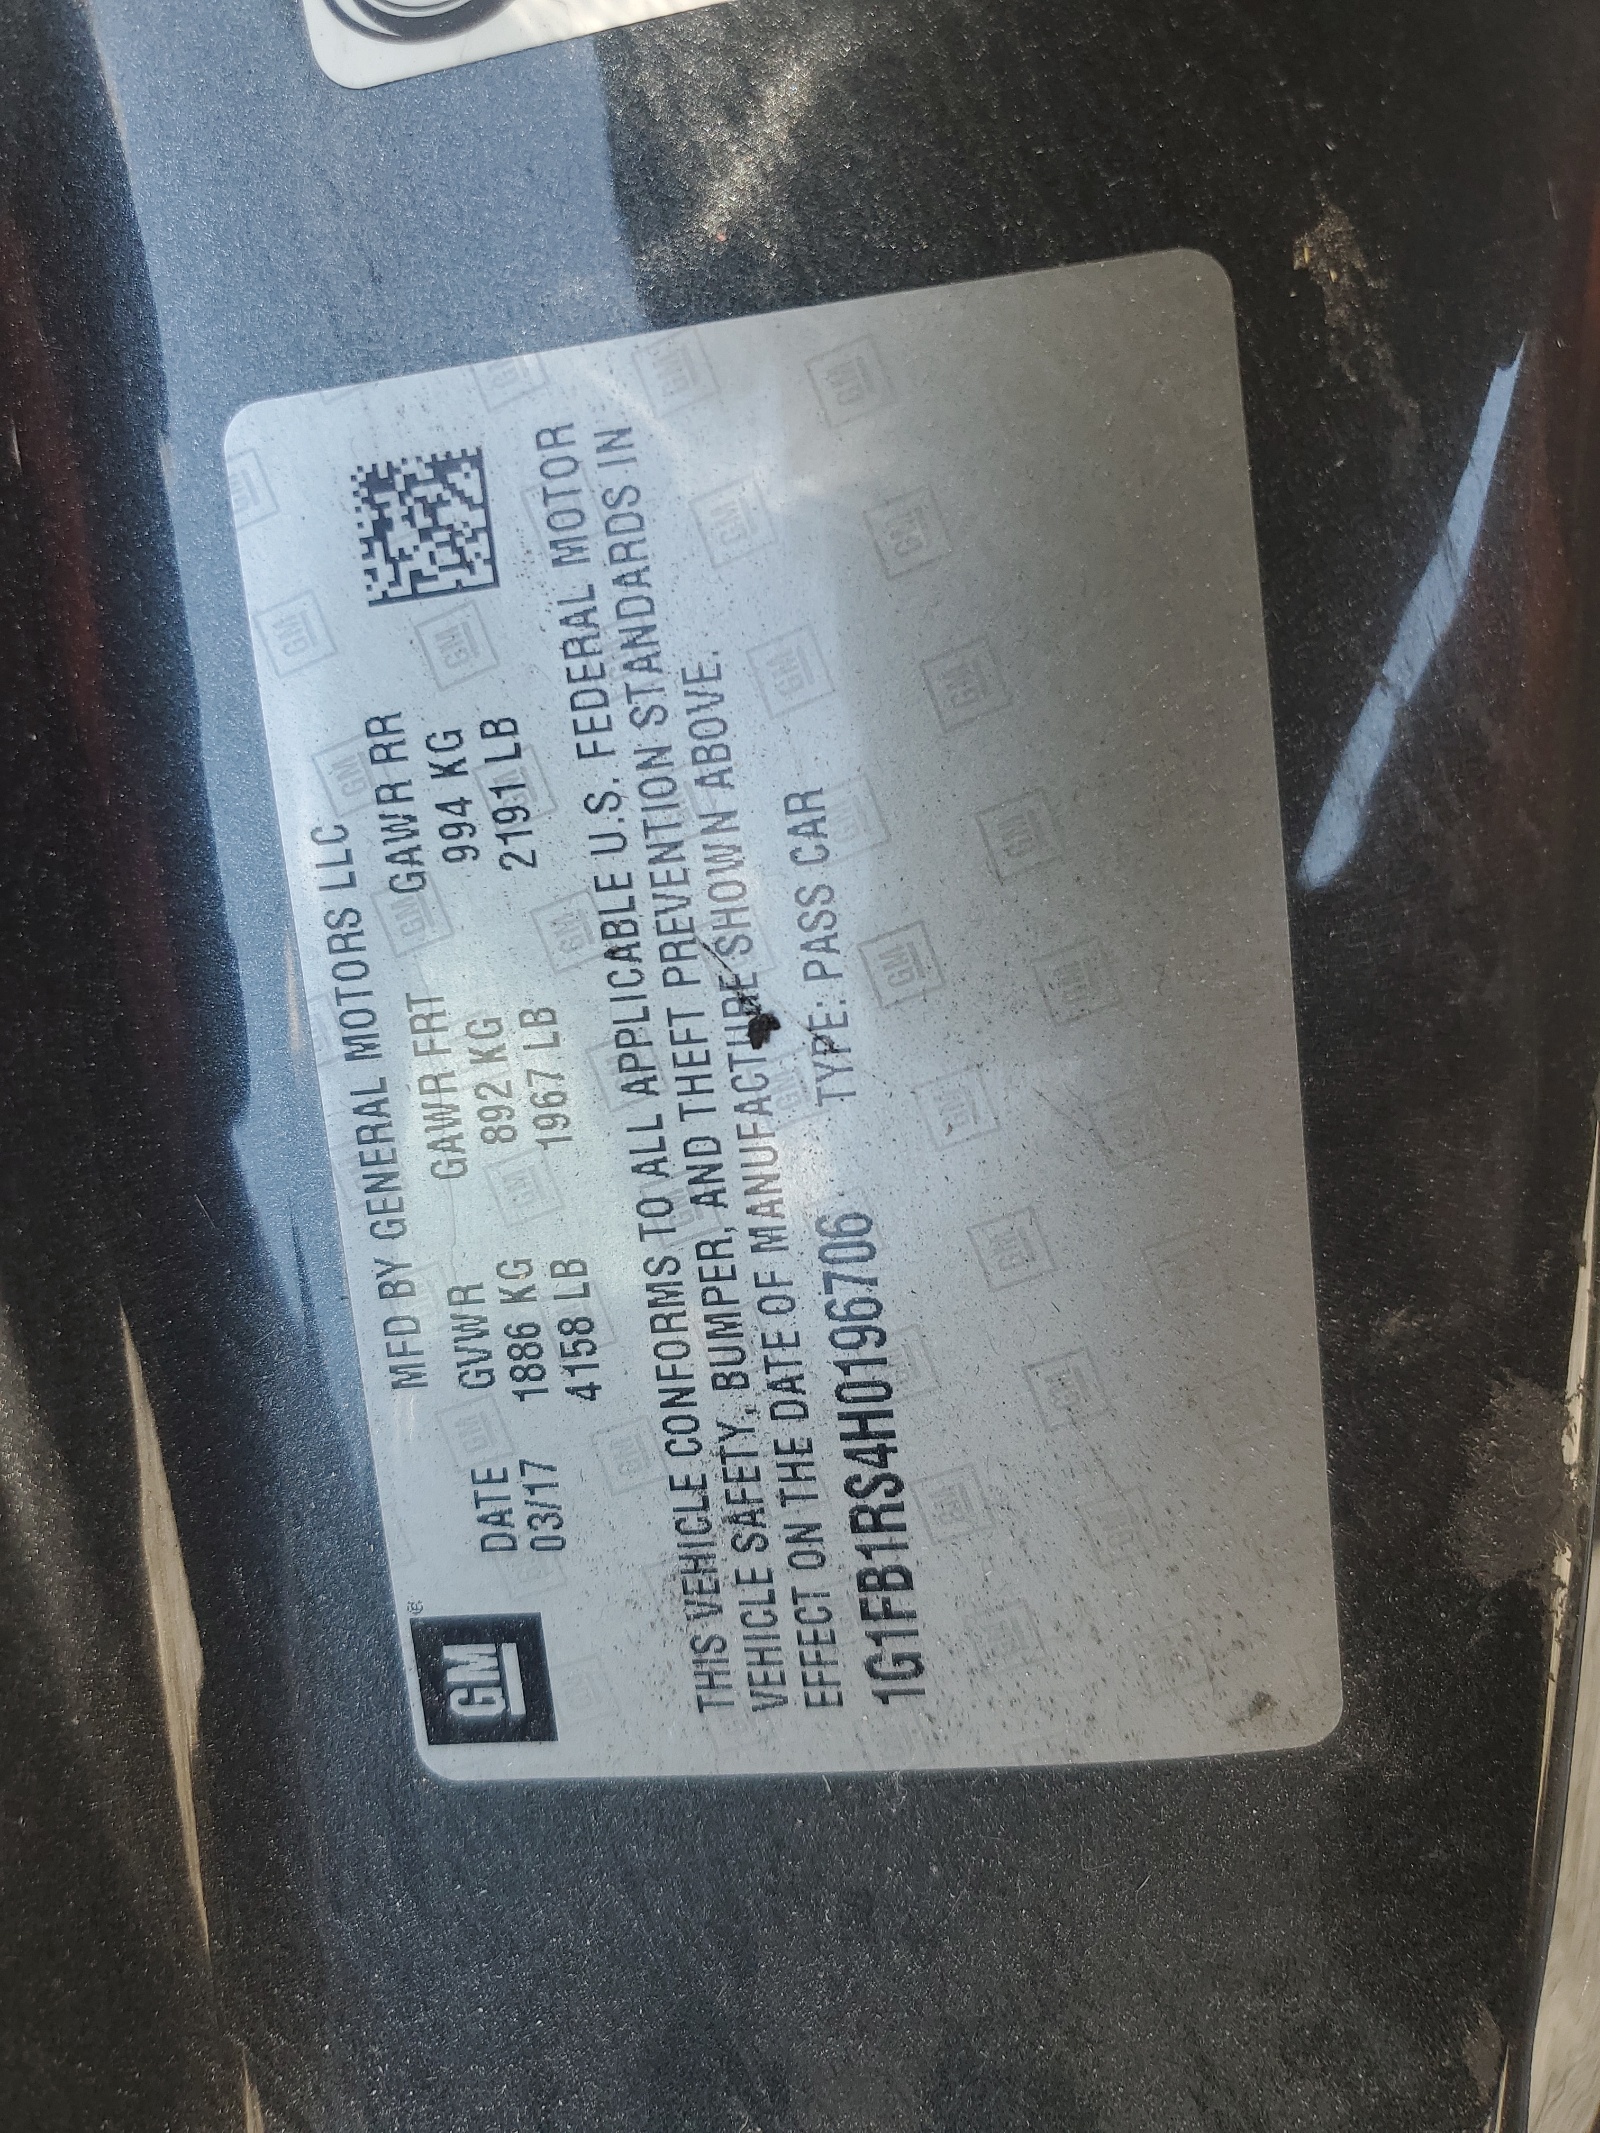 GM®
MFD BY GENERAL MOTORS LLC
DATE GVWR GAWR FRT GAWR RR
03/17 1886 KG 892 KG 994 KG
4158 LB 1967 LB 2191 LB
THIS VEHICLE CONFORMS TO ALL APPLICABLE U.S. FEDERAL MOTOR
VEHICLE SAFETY, BUMPER, AND THEFT PREVENTION STANDARDS IN
EFFECT ON THE DATE OF MANUFACTURE SHOWN ABOVE.
1G1FB1RS4H0196706 TYPE: PASS CAR